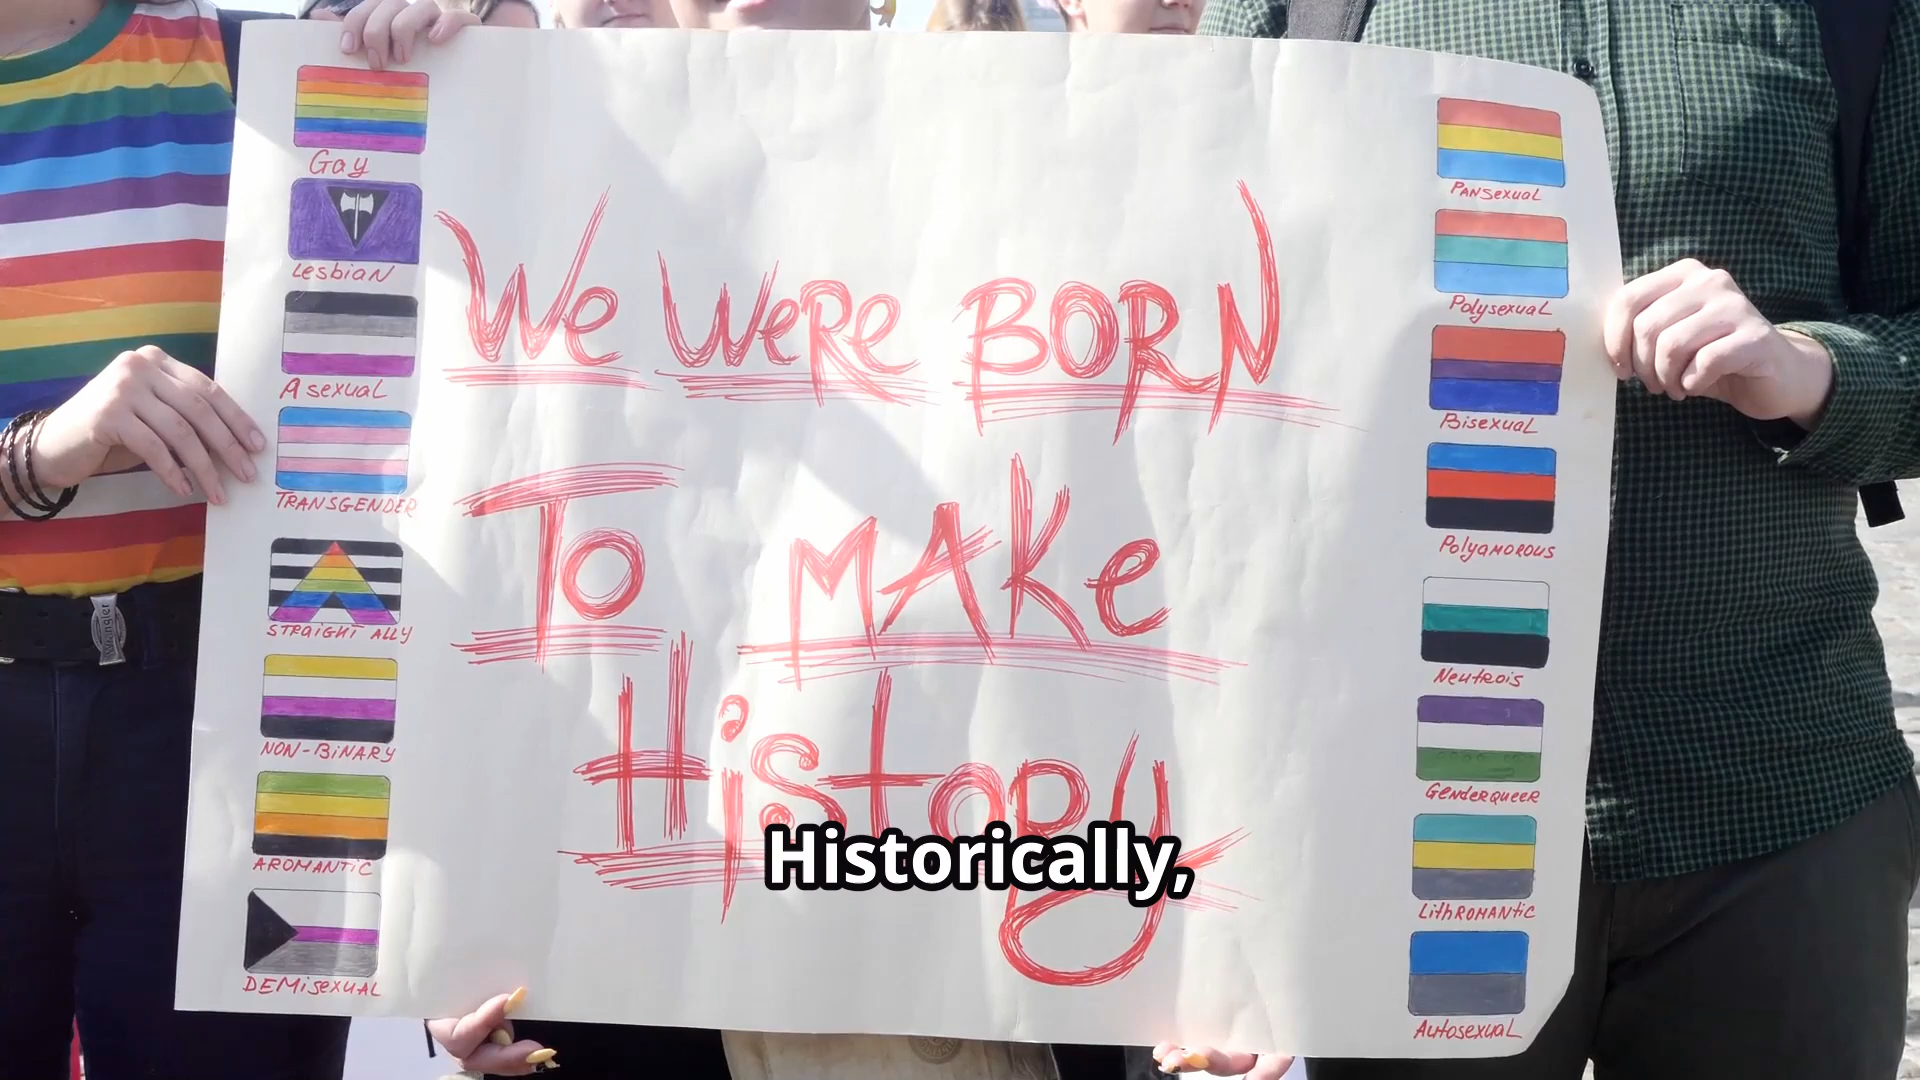 Gay
Lesbian
Asexual
TRANSGENDER
STRAIGHT ALLY
NON-BiNARY
AROMANTiC
DEMisexUAL
We WeRe BORN
To MAKe
History
Historically,
PANSexuaL
PolysexuaL
BisexuaL
PolyaMOROUS
Neutrois
GeNderqueeR
LithROMANtic
AutosexuaL
Wrangler